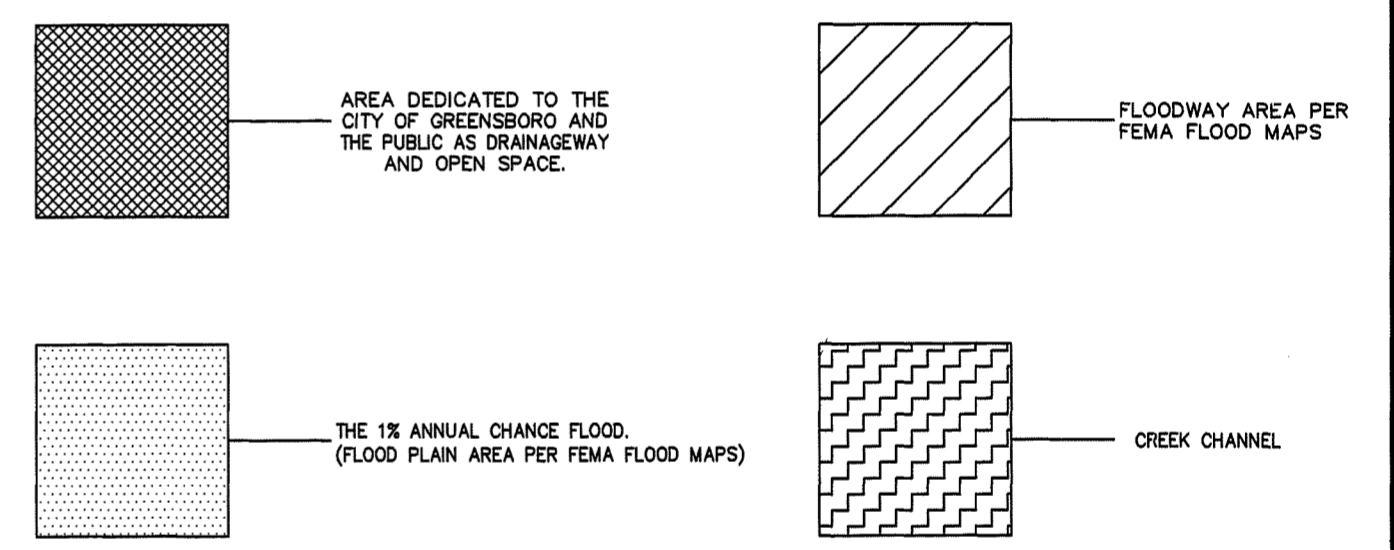 AREA DEDICATED TO THE
CITY OF GREENSBORO AND
THE PUBLIC AS DRAINAGEWAY
AND OPEN SPACE.
FLOODWAY AREA PER
FEMA FLOOD MAPS
THE 1% ANNUAL CHANCE FLOOD.
(FLOOD PLAIN AREA PER FEMA FLOOD MAPS)
CREEK CHANNEL